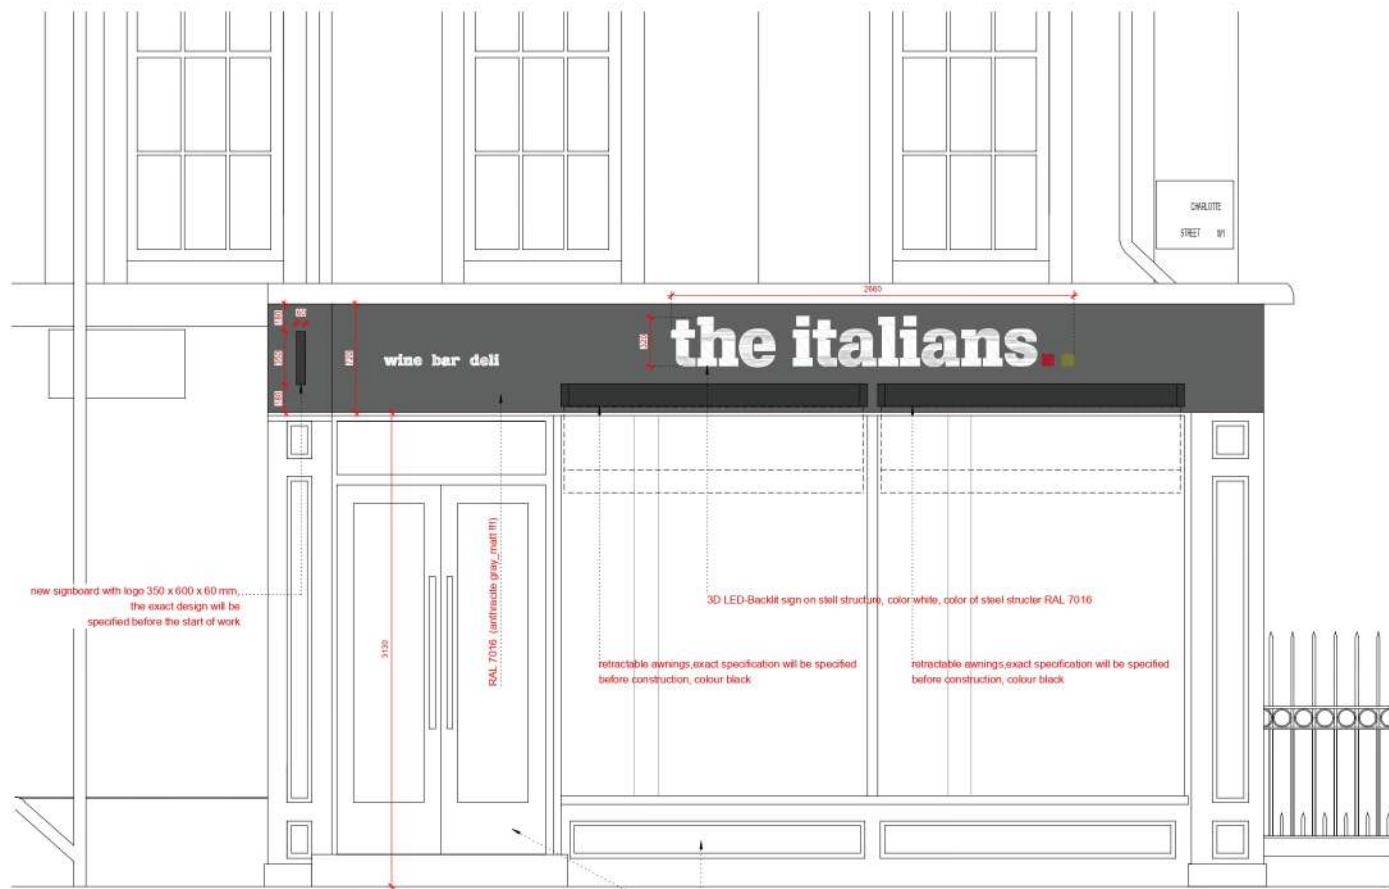 CHARLOTTE
STREET W1
2660
the italians
wine bar deli
new signboard with logo 350 x 600 x 60 mm,
the exact design will be
specified before the start of work
3130
RAL 7016 (anthracite gray_matt !!!)
3D LED-Backlit sign on stell structure, color white, color of steel structer RAL 7016
retractable awnings,exact specification will be specified
before construction, colour black
retractable awnings,exact specification will be specified
before construction, colour black